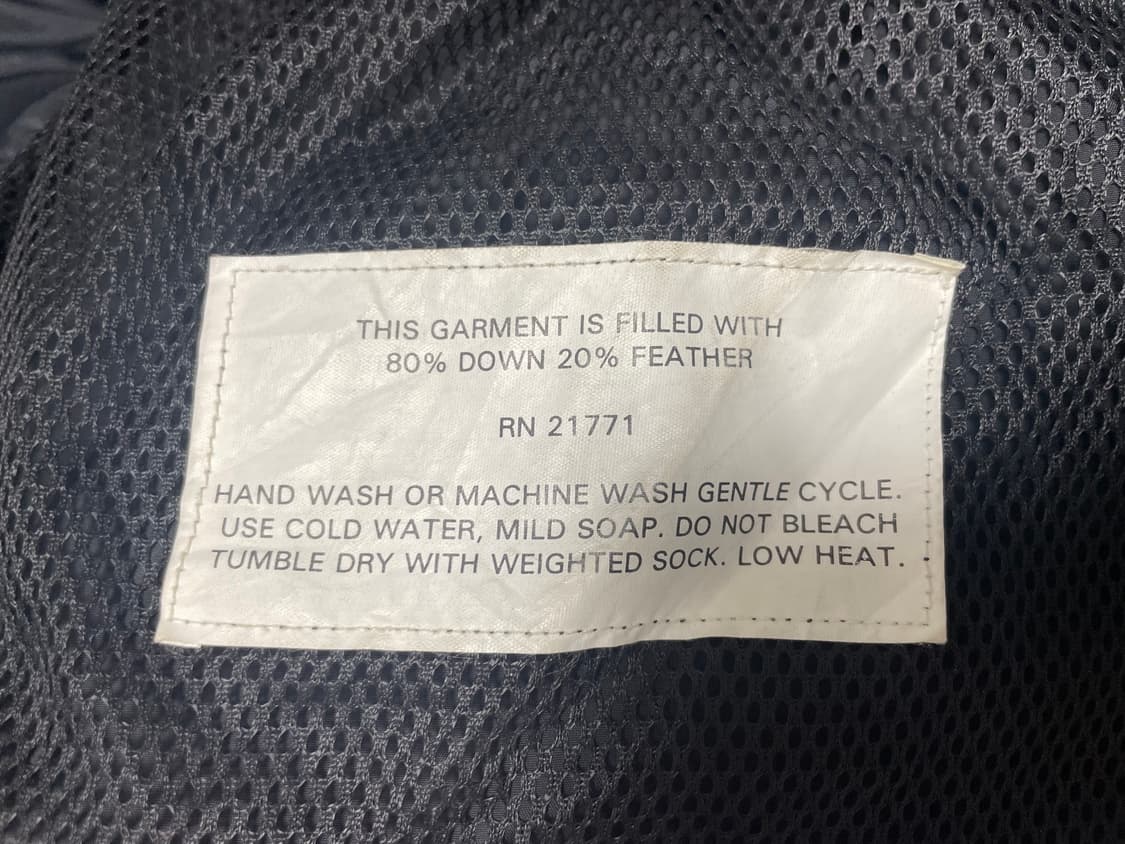 THIS GARMENT IS FILLED WITH
80% DOWN 20% FEATHER
RN 21771
HAND WASH OR MACHINE WASH GENTLE CYCLE.
USE COLD WATER, MILD SOAP. DO NOT BLEACH
TUMBLE DRY WITH WEIGHTED SOCK. LOW HEAT.